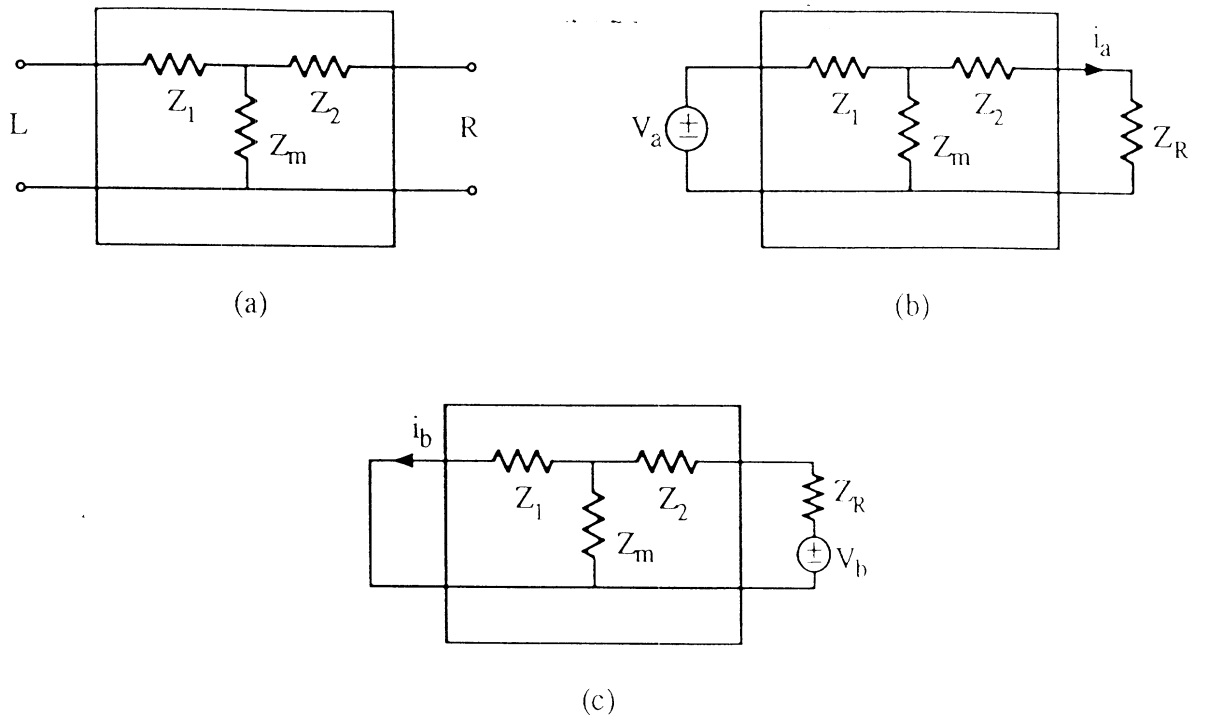 L Z1 Z2 Zm R
(a)
Va ± Z1 Z2 Zm ia ZR
(b)
ib Z1 Z2 Zm ZR ± Vb
(c)